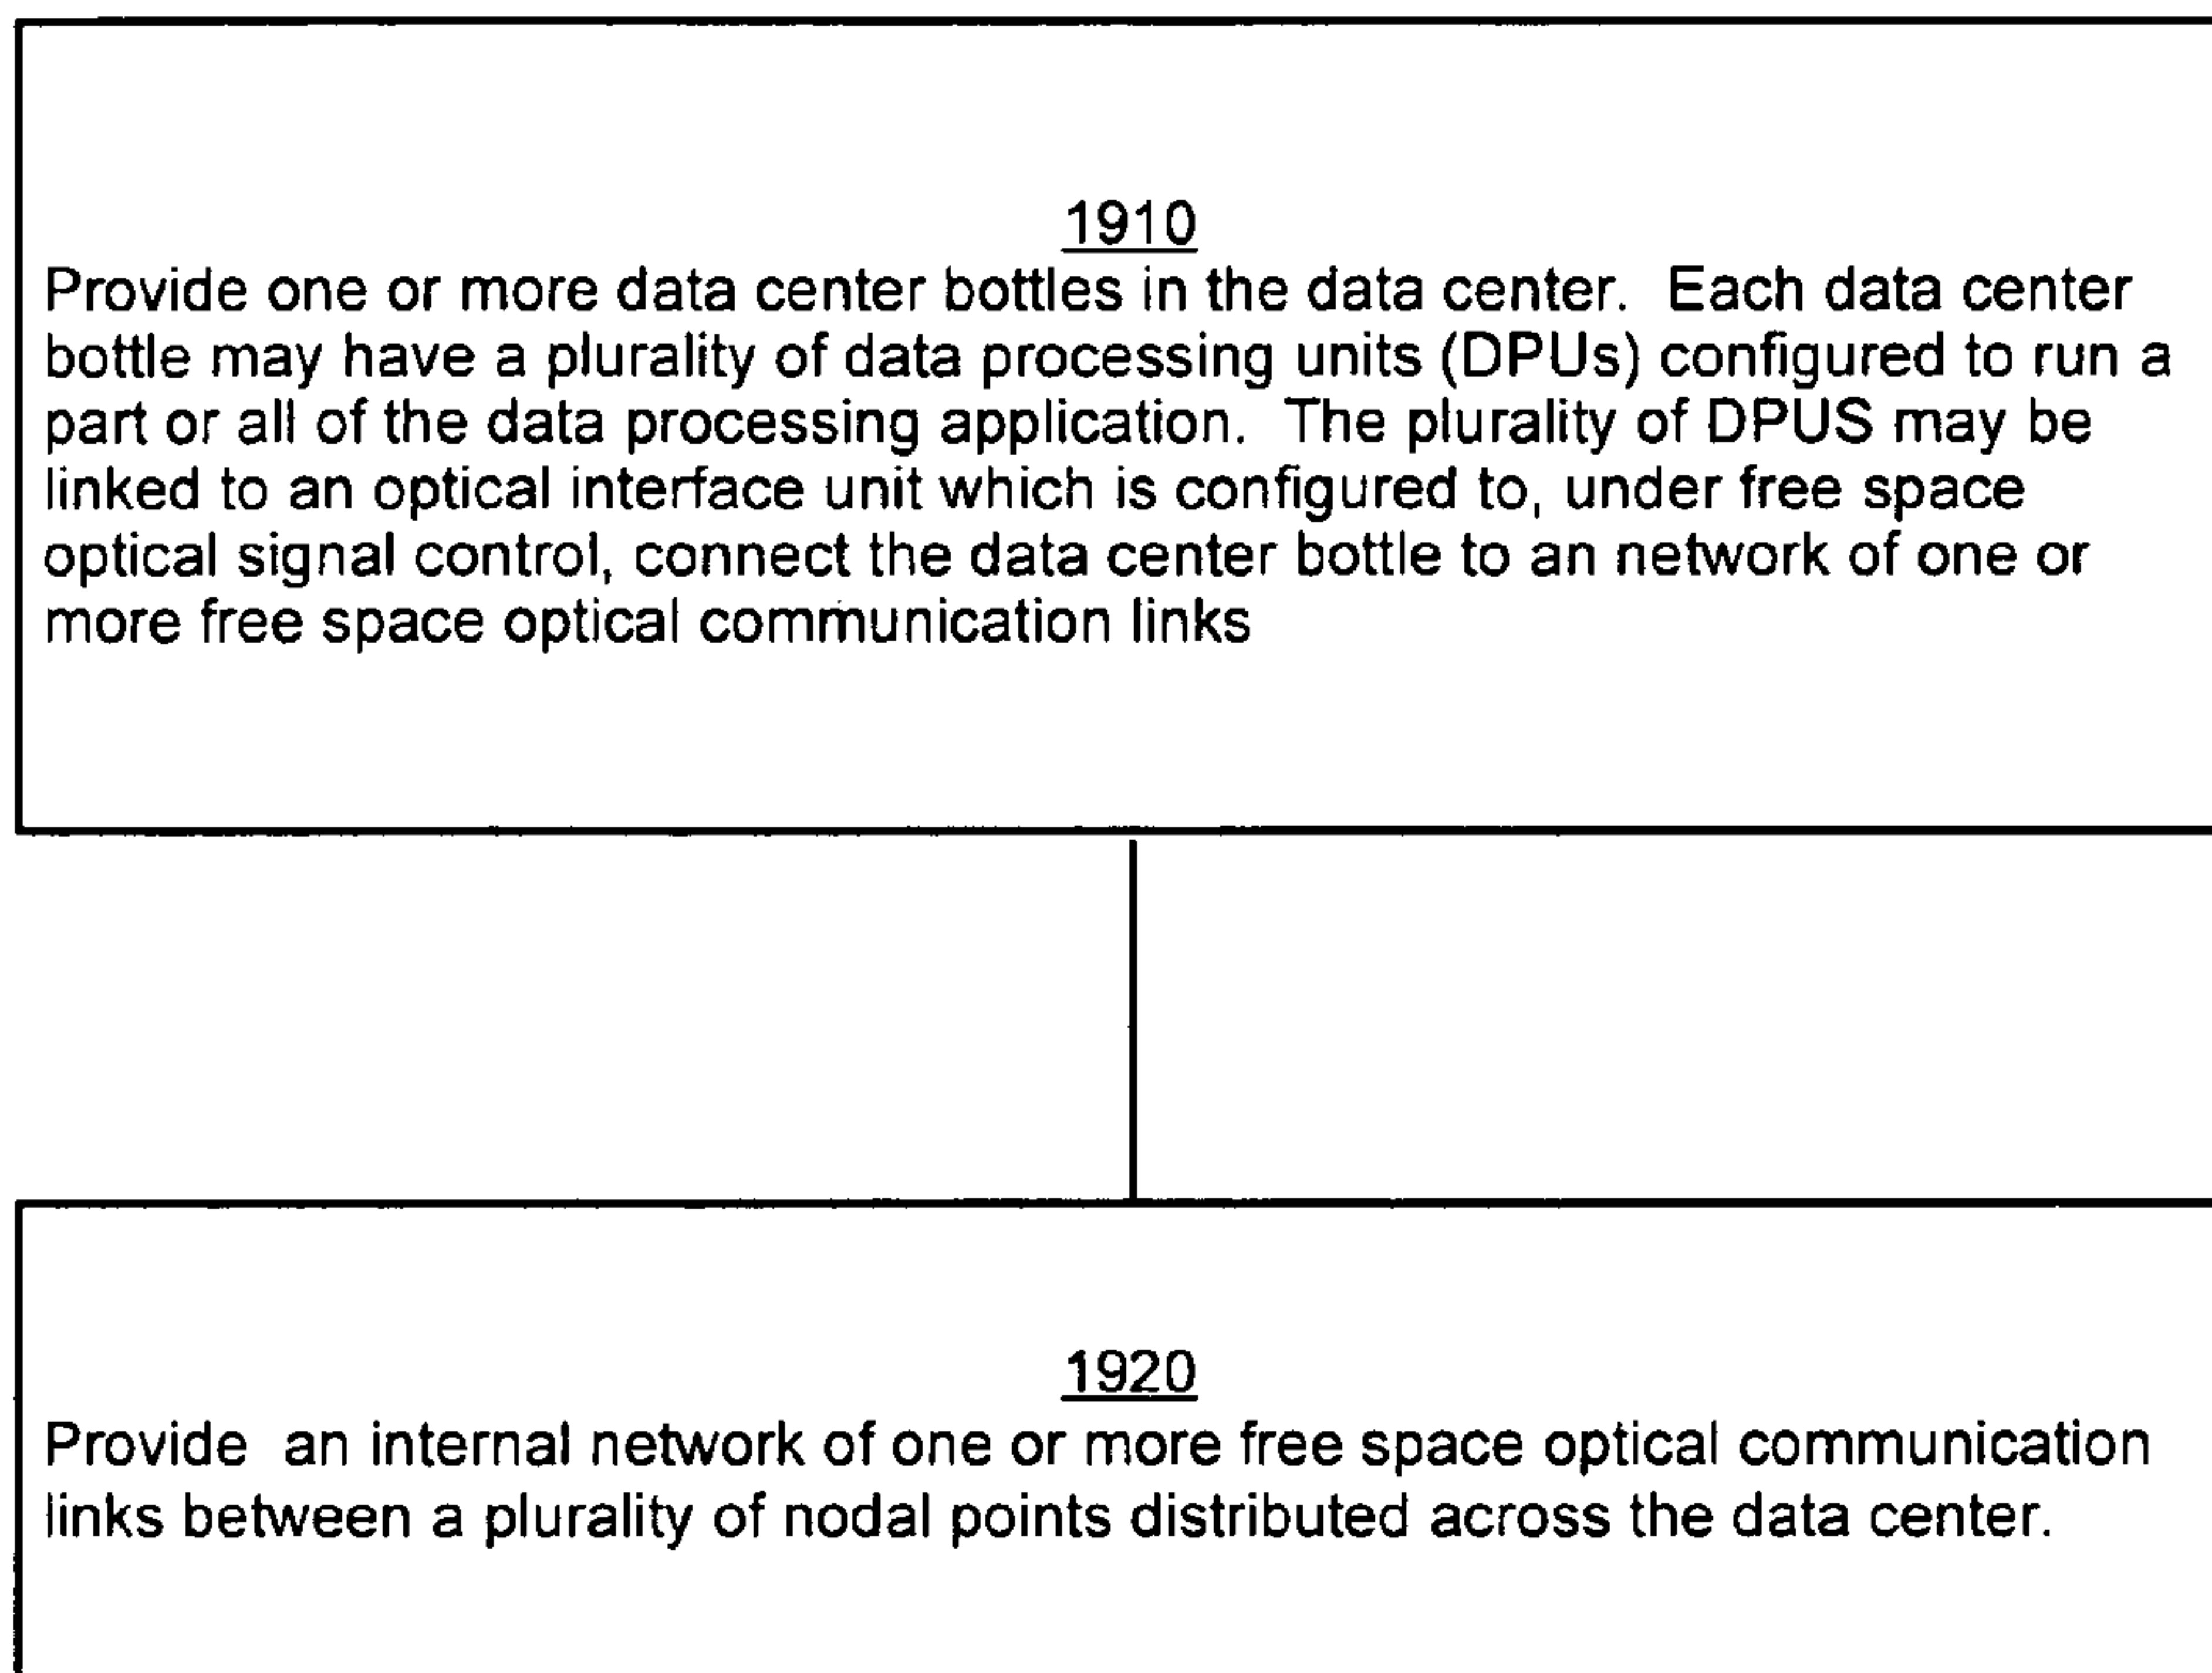 1910
Provide one or more data center bottles in the data center. Each data center
bottle may have a plurality of data processing units (DPUs) configured to run a
part or all of the data processing application. The plurality of DPUS may be
linked to an optical interface unit which is configured to, under free space
optical signal control, connect the data center bottle to an network of one or
more free space optical communication links
1920
Provide an internal network of one or more free space optical communication
links between a plurality of nodal points distributed across the data center.